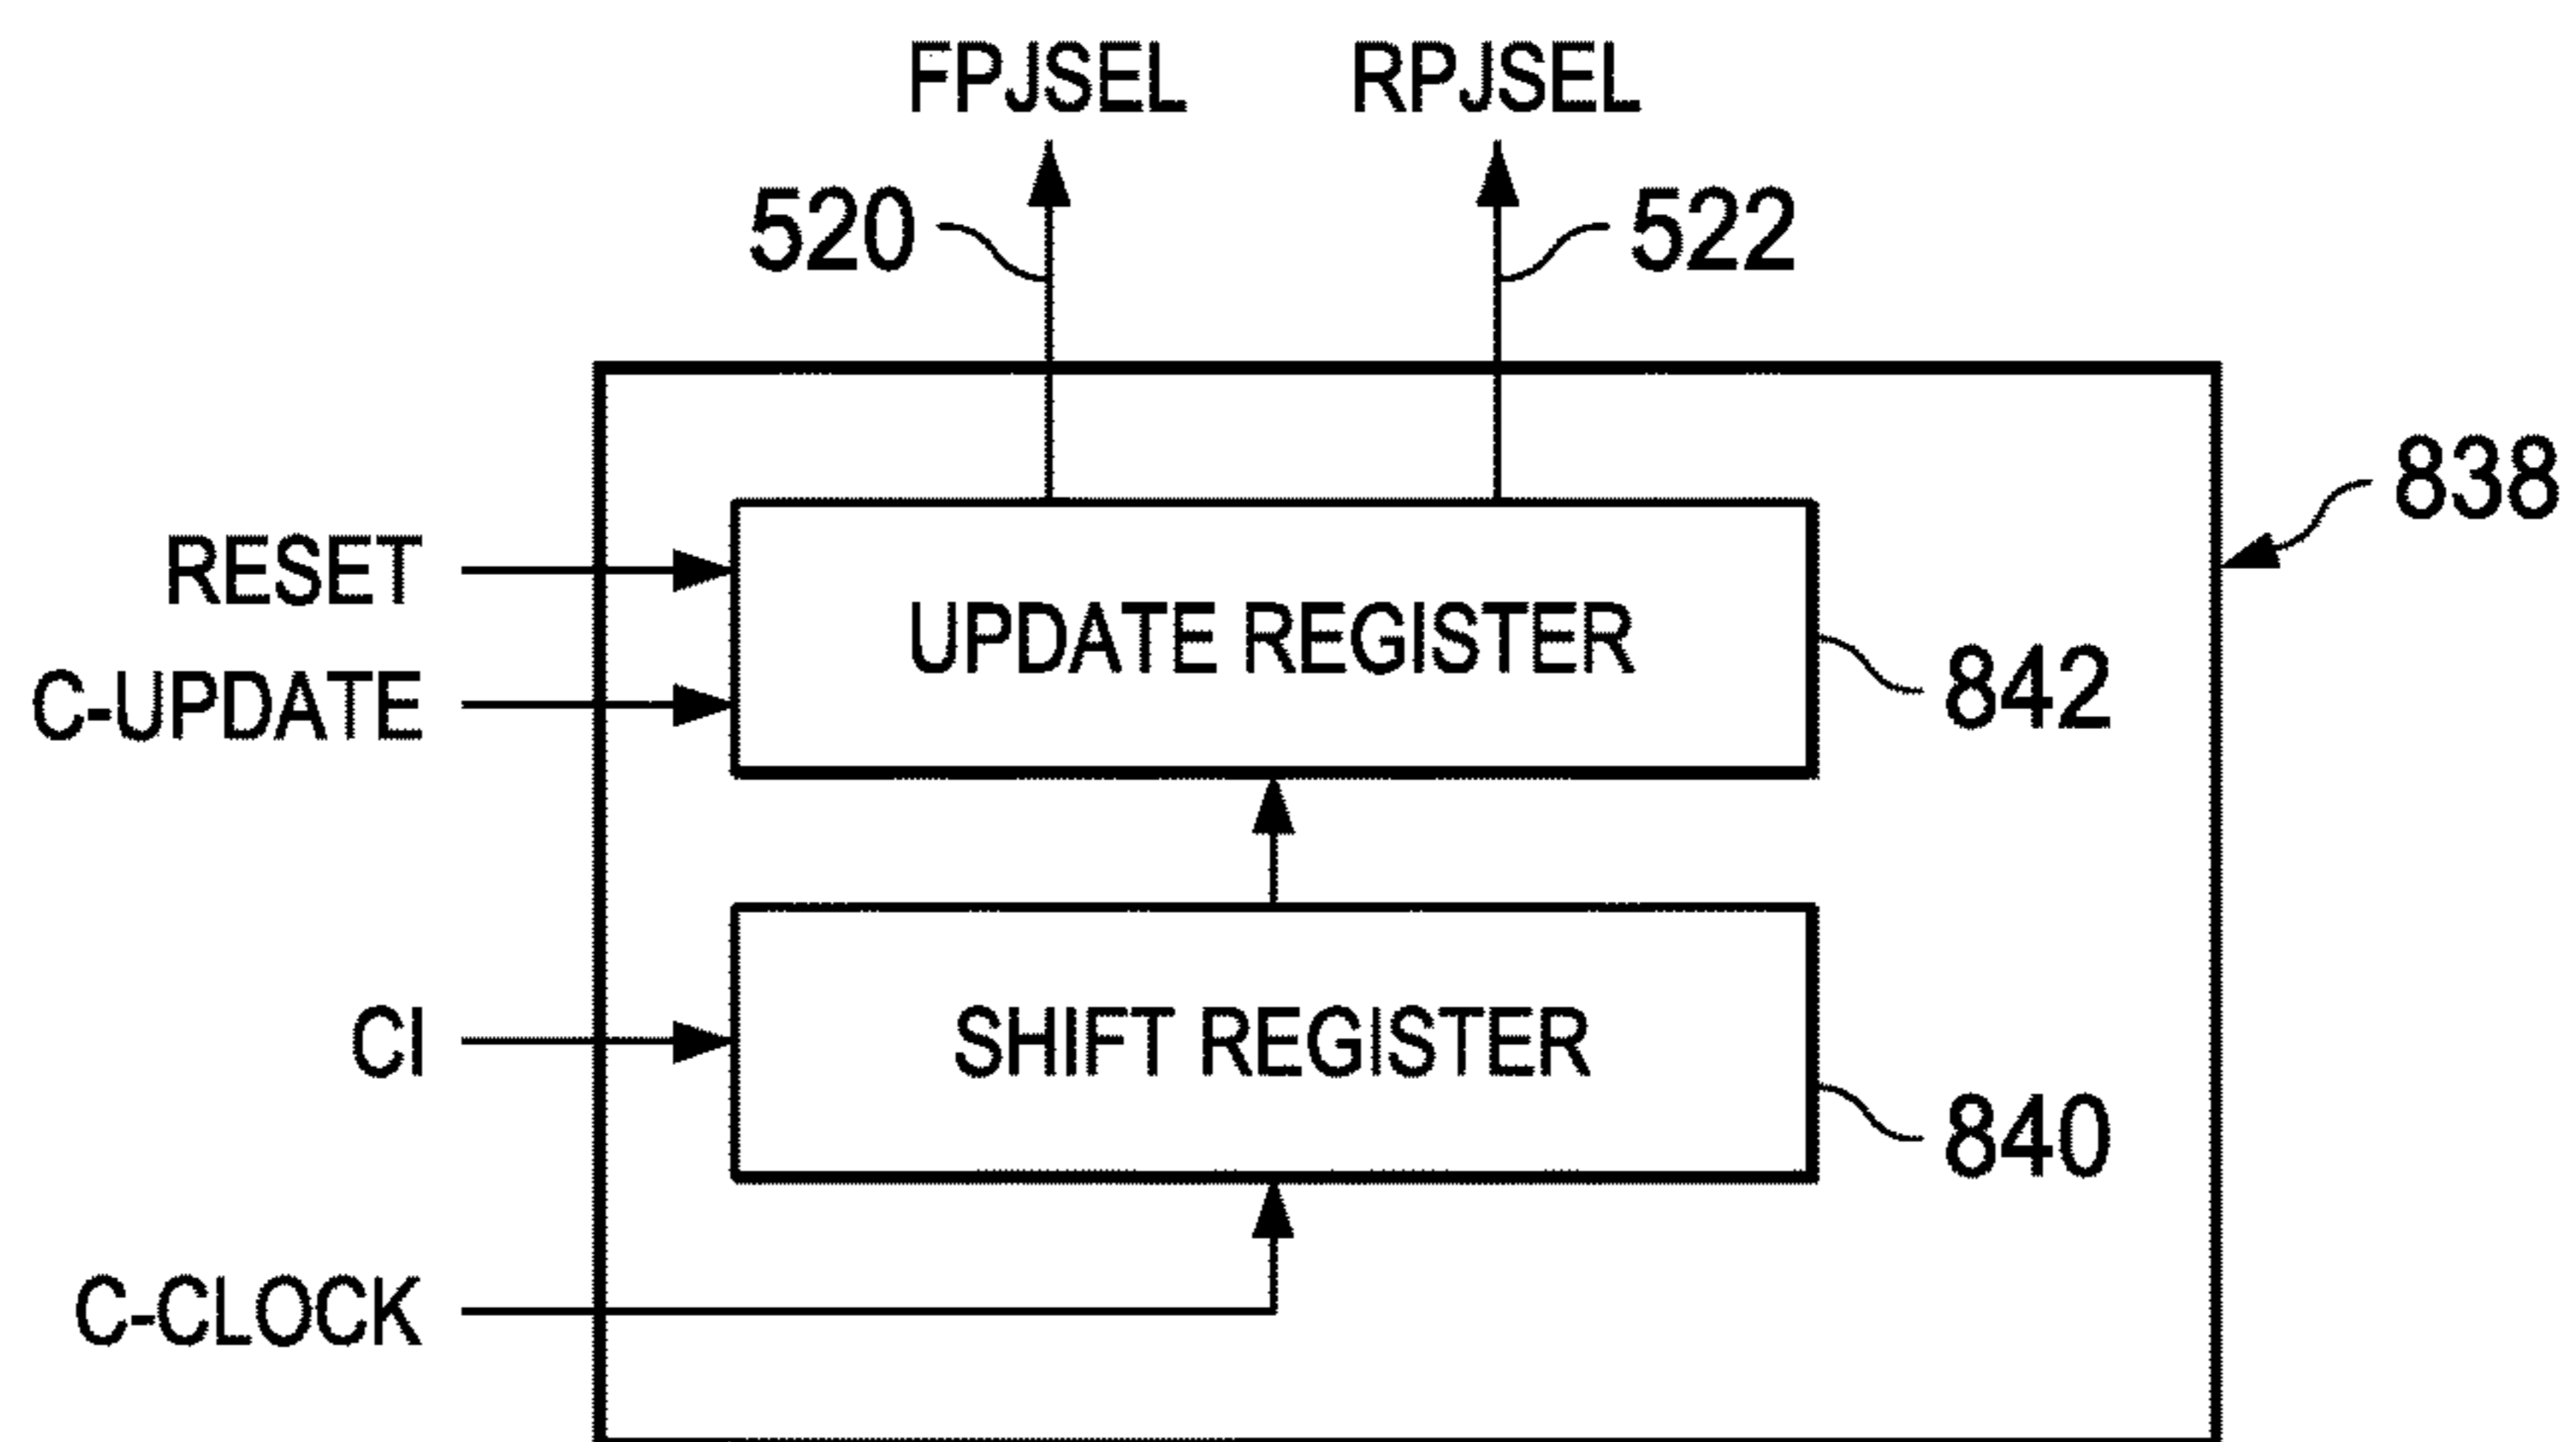 FPJSEL RPJSEL
520 522
838
RESET
UPDATE REGISTER
C-UPDATE
842
CI
SHIFT REGISTER
840
C-CLOCK